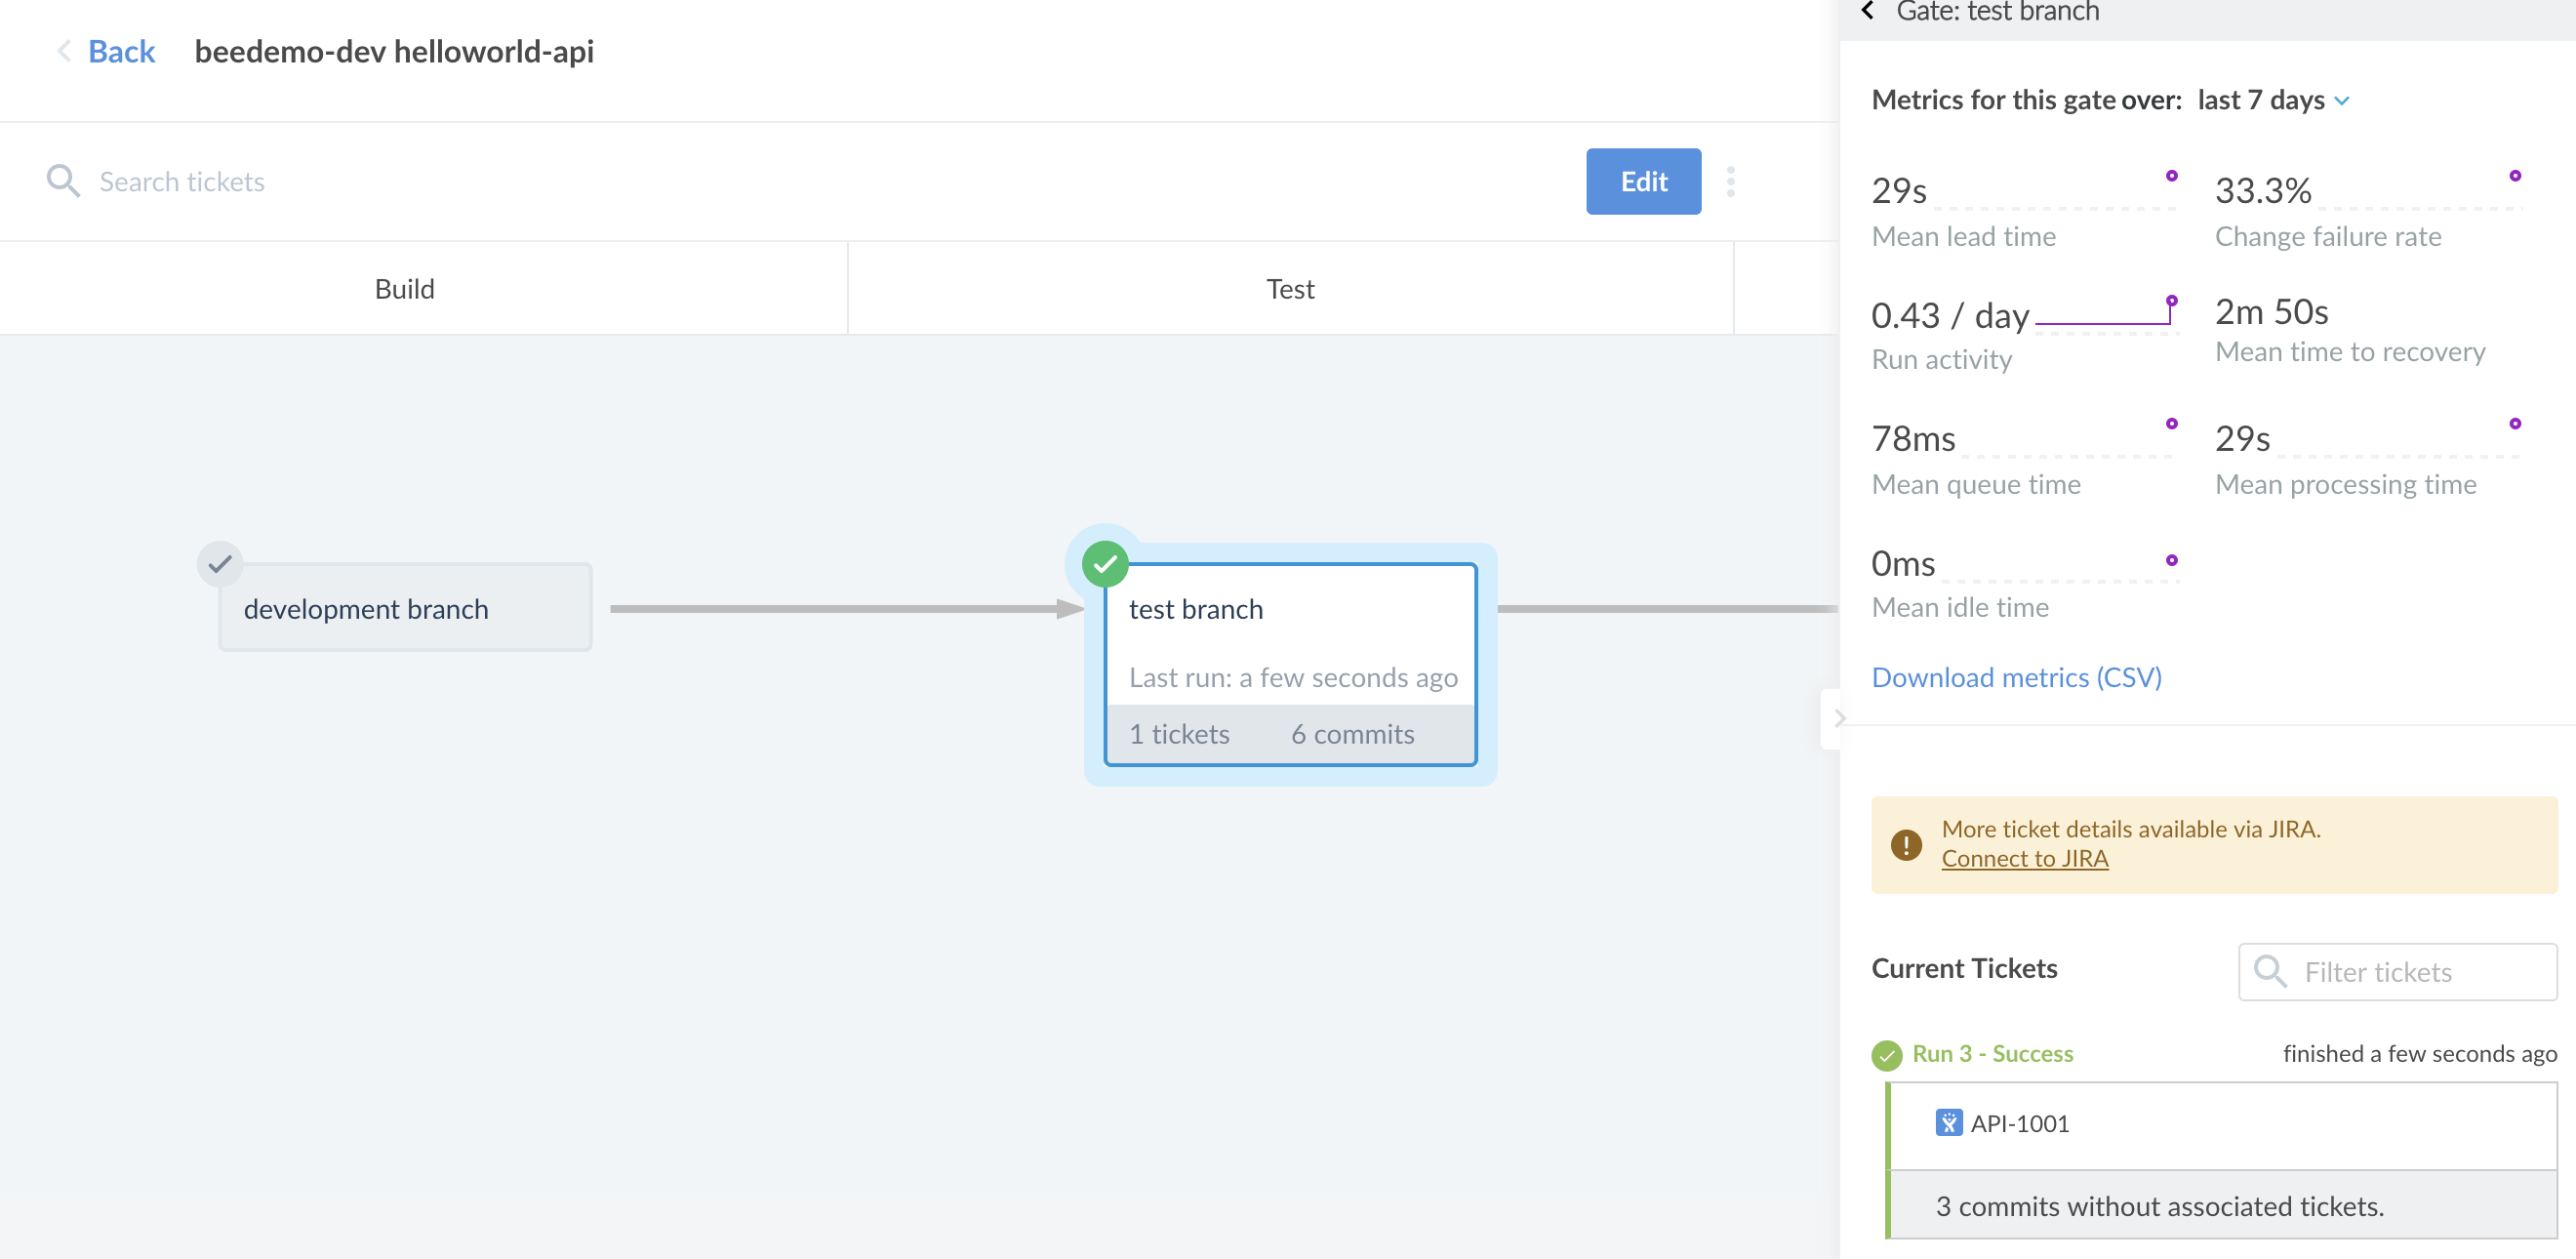 Back beedemo-dev helloworld-api
Search tickets
Edit
Build
Test
development branch
test branch
Last run: a few seconds ago
1 tickets 6 commits
Gate: test branch
Metrics for this gate over: last 7 days
29s
Mean lead time
33.3%
Change failure rate
0.43 / day
Run activity
2m 50s
Mean time to recovery
78ms
Mean queue time
29s
Mean processing time
0ms
Mean idle time
Download metrics (CSV)
More ticket details available via JIRA.
Connect to JIRA
Current Tickets
Filter tickets
Run 3 - Success
finished a few seconds ago
API-1001
3 commits without associated tickets.